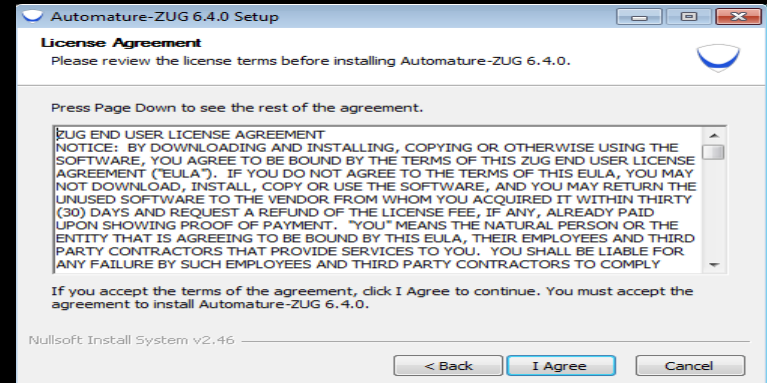 Automature-ZUG 6.4.0 Setup
License Agreement
Please review the license terms before installing Automature-ZUG 6.4.0.
Press Page Down to see the rest of the agreement.
ZUG END USER LICENSE AGREEMENT
NOTICE:  BY DOWNLOADING AND INSTALLING, COPYING OR OTHERWISE USING THE
SOFTWARE, YOU AGREE TO BE BOUND BY THE TERMS OF THIS ZUG END USER LICENSE
AGREEMENT ("EULA").  IF YOU DO NOT AGREE TO THE TERMS OF THIS EULA, YOU MAY
NOT DOWNLOAD, INSTALL, COPY OR USE THE SOFTWARE, AND YOU MAY RETURN THE
UNUSED SOFTWARE TO THE VENDOR FROM WHOM YOU ACQUIRED IT WITHIN THIRTY
(30) DAYS AND REQUEST A REFUND OF THE LICENSE FEE, IF ANY, ALREADY PAID
UPON SHOWING PROOF OF PAYMENT.  "YOU" MEANS THE NATURAL PERSON OR THE
ENTITY THAT IS AGREEING TO BE BOUND BY THIS EULA, THEIR EMPLOYEES AND THIRD
PARTY CONTRACTORS THAT PROVIDE SERVICES TO YOU.  YOU SHALL BE LIABLE FOR
ANY FAILURE BY SUCH EMPLOYEES AND THIRD PARTY CONTRACTORS TO COMPLY
If you accept the terms of the agreement, click I Agree to continue. You must accept the
agreement to install Automature-ZUG 6.4.0.
Nullsoft Install System v2.46
< Back
I Agree
Cancel